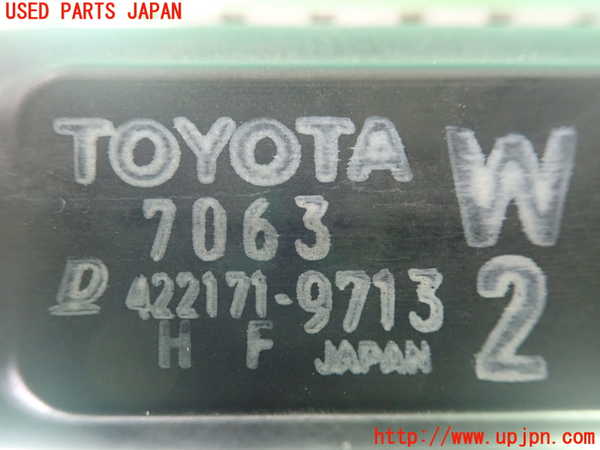 USED PARTS JAPAN
TOYOTA W
7063
D 422171-9713 2
H F JAPAN
http://www.upjpn.com/